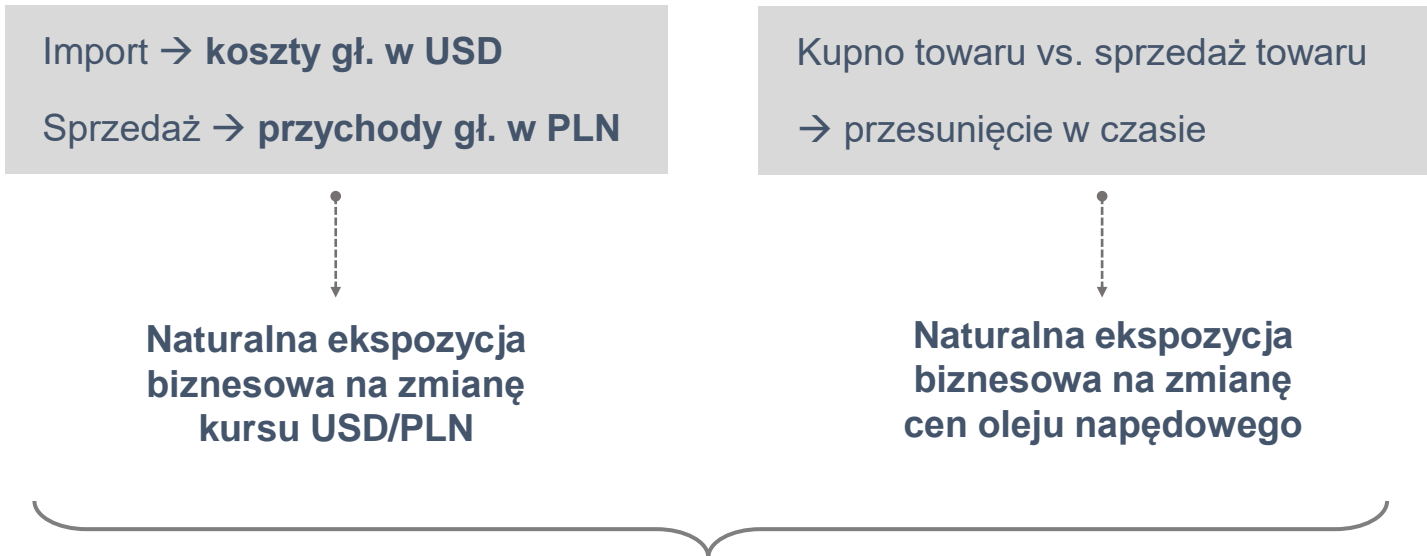 Import → koszty gł. w USD
Sprzedaż → przychody gł. w PLN
Kupno towaru vs. sprzedaż towaru
→ przesunięcie w czasie
Naturalna ekspozycja
biznesowa na zmianę
kursu USD/PLN
Naturalna ekspozycja
biznesowa na zmianę
cen oleju napędowego